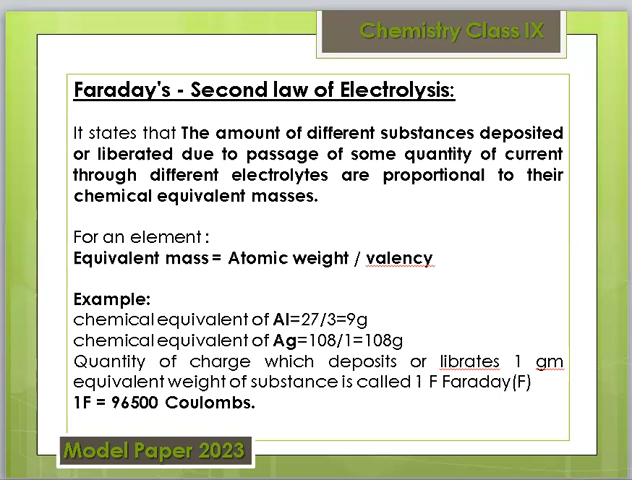 Chemistry Class IX
Faraday's - Second law of Electrolysis:
It states that The amount of different substances deposited
or liberated due to passage of some quantity of current
through different electrolytes are proportional to their
chemical equivalent masses.
For an element :
Equivalent mass = Atomic weight / valency
Example:
chemical equivalent of Al=27/3=9g
chemical equivalent of Ag=108/1=108g
Quantity of charge which deposits or librates 1 gm
equivalent weight of substance is called 1 F Faraday(F)
1F = 96500 Coulombs.
Model Paper 2023